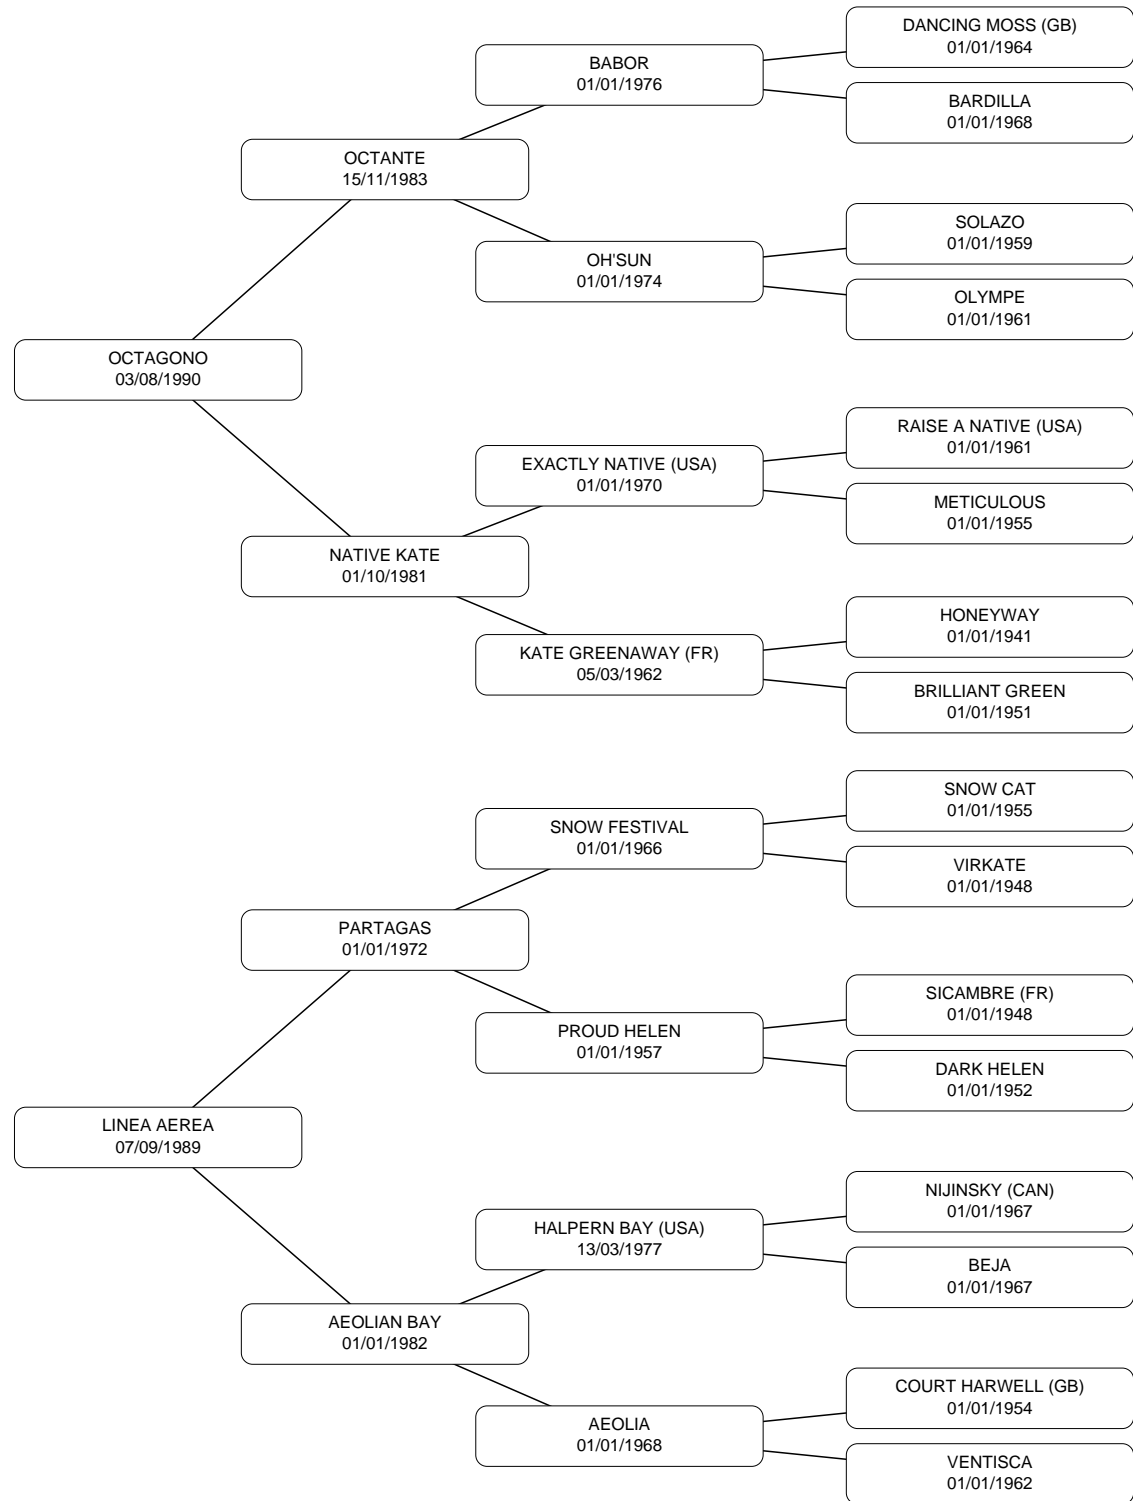 DANCING MOSS (GB)
01/01/1964
BABOR
01/01/1976
BARDILLA
01/01/1968
OCTANTE
15/11/1983
SOLAZO
01/01/1959
OH'SUN
01/01/1974
OLYMPE
01/01/1961
OCTAGONO
03/08/1990
RAISE A NATIVE (USA)
01/01/1961
EXACTLY NATIVE (USA)
01/01/1970
METICULOUS
01/01/1955
NATIVE KATE
01/10/1981
HONEYWAY
01/01/1941
KATE GREENAWAY (FR)
05/03/1962
BRILLIANT GREEN
01/01/1951
SNOW CAT
01/01/1955
SNOW FESTIVAL
01/01/1966
VIRKATE
01/01/1948
PARTAGAS
01/01/1972
SICAMBRE (FR)
01/01/1948
PROUD HELEN
01/01/1957
DARK HELEN
01/01/1952
LINEA AEREA
07/09/1989
NIJINSKY (CAN)
01/01/1967
HALPERN BAY (USA)
13/03/1977
BEJA
01/01/1967
AEOLIAN BAY
01/01/1982
COURT HARWELL (GB)
01/01/1954
AEOLIA
01/01/1968
VENTISCA
01/01/1962